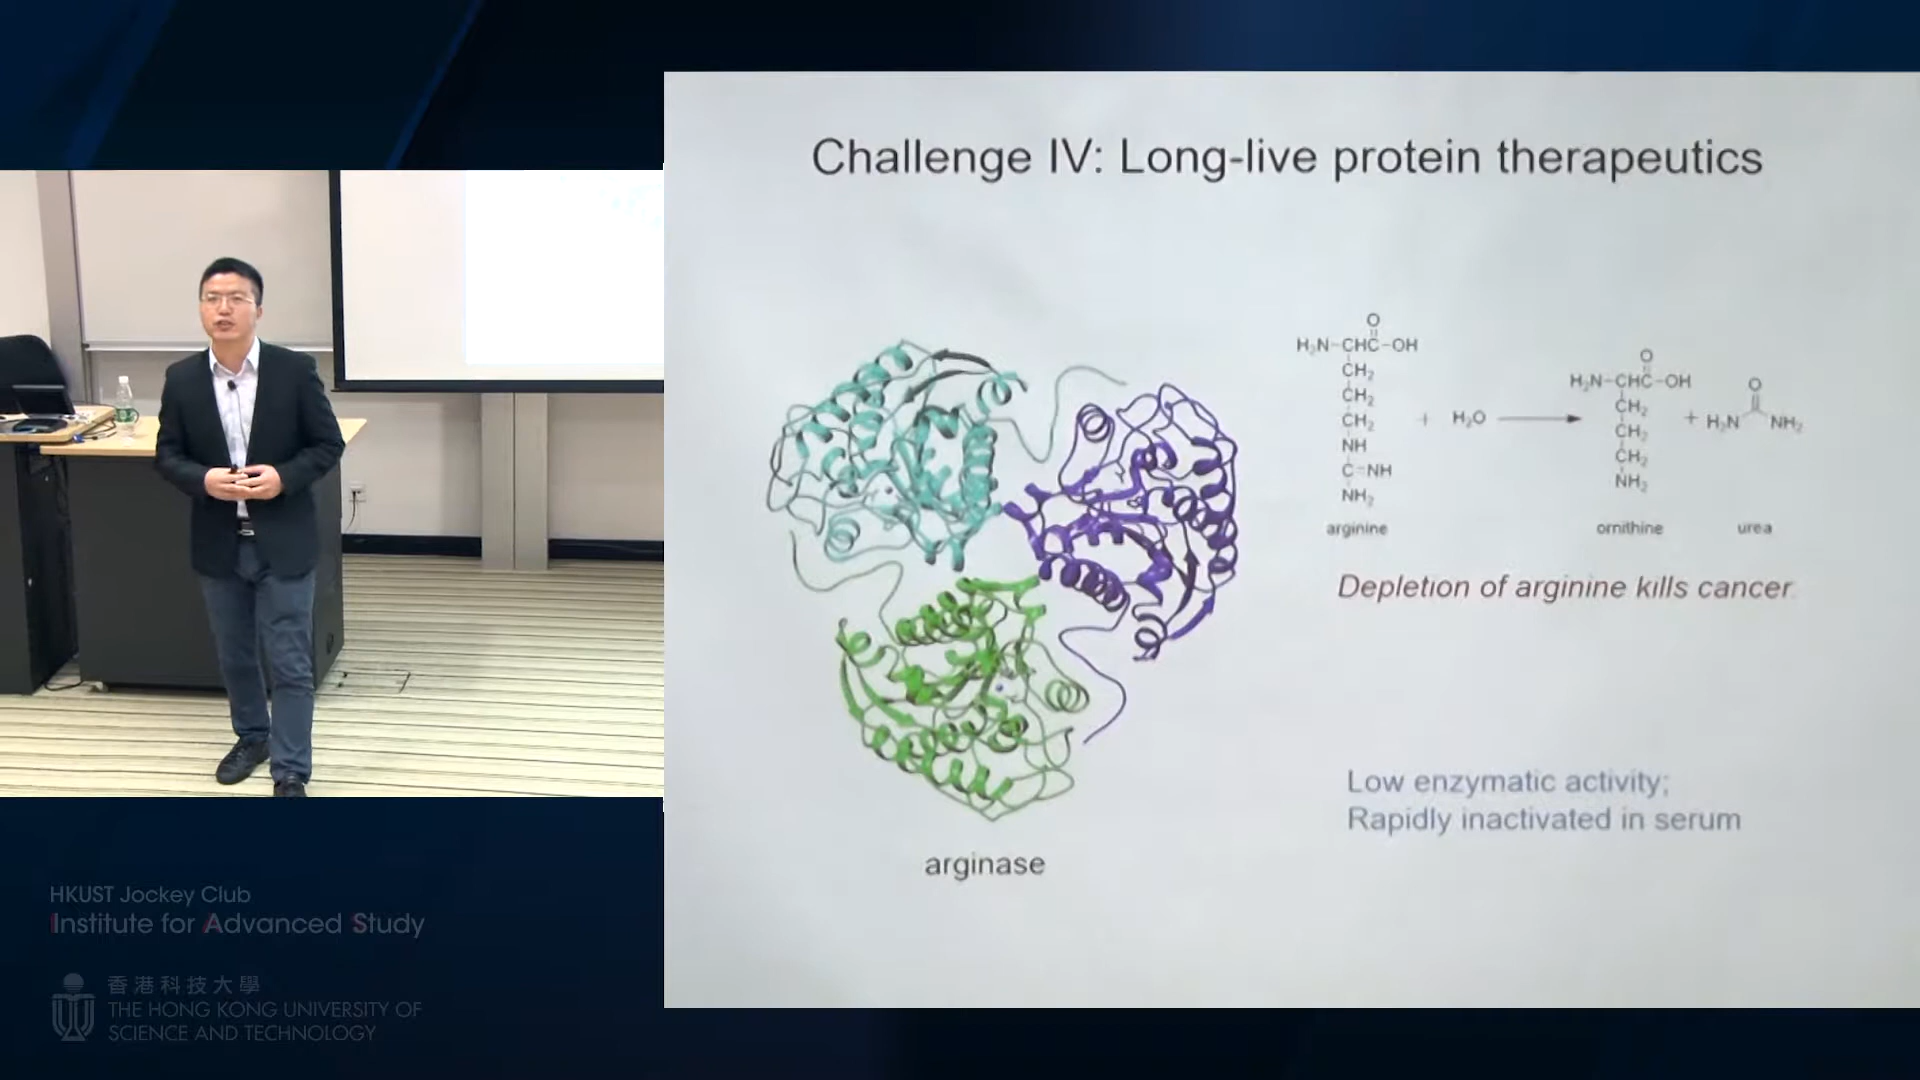 Challenge IV: Long-live protein therapeutics
O
H₂N-CHC-OH
CH₂
CH₂
CH₂
NH
C=NH
NH₂
arginine
+ H₂O
O
H₂N-CHC-OH
CH₂
CH₂
CH₂
NH₂
ornithine
+
O
H₂N NH₂
urea
Depletion of arginine kills cancer.
Low enzymatic activity;
Rapidly inactivated in serum
arginase
HKUST Jockey Club
Institute for Advanced Study
香港科技大學
THE HONG KONG UNIVERSITY OF
SCIENCE AND TECHNOLOGY